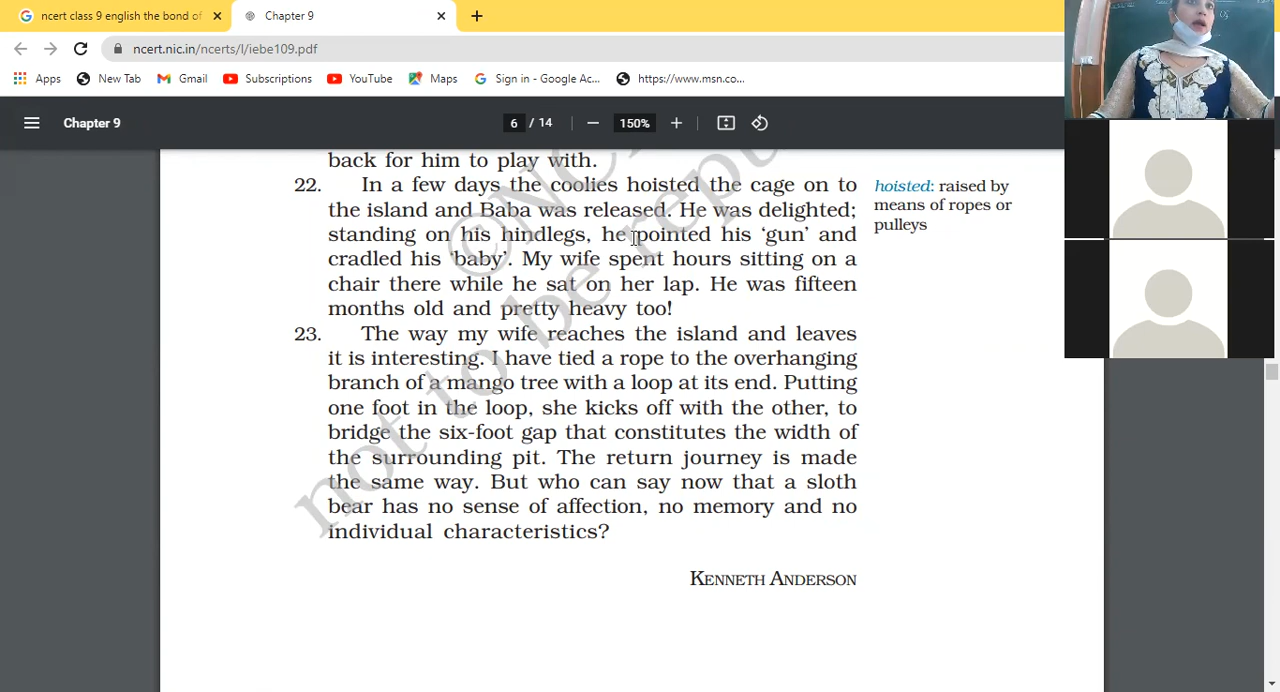 ncert class 9 english the bond of
Chapter 9
ncert.nic.in/ncerts/l/iebe109.pdf
Apps New Tab Gmail Subscriptions YouTube Maps Sign in - Google Ac... https://www.msn.co...
Chapter 9
6 / 14
150%
back for him to play with.
22. In a few days the coolies hoisted the cage on to
the island and Baba was released. He was delighted;
standing on his hindlegs, he pointed his ‘gun’ and
cradled his ‘baby’. My wife spent hours sitting on a
chair there while he sat on her lap. He was fifteen
months old and pretty heavy too!
23. The way my wife reaches the island and leaves
it is interesting. I have tied a rope to the overhanging
branch of a mango tree with a loop at its end. Putting
one foot in the loop, she kicks off with the other, to
bridge the six-foot gap that constitutes the width of
the surrounding pit. The return journey is made
the same way. But who can say now that a sloth
bear has no sense of affection, no memory and no
individual characteristics?
KENNETH ANDERSON
hoisted: raised by
means of ropes or
pulleys
not to be